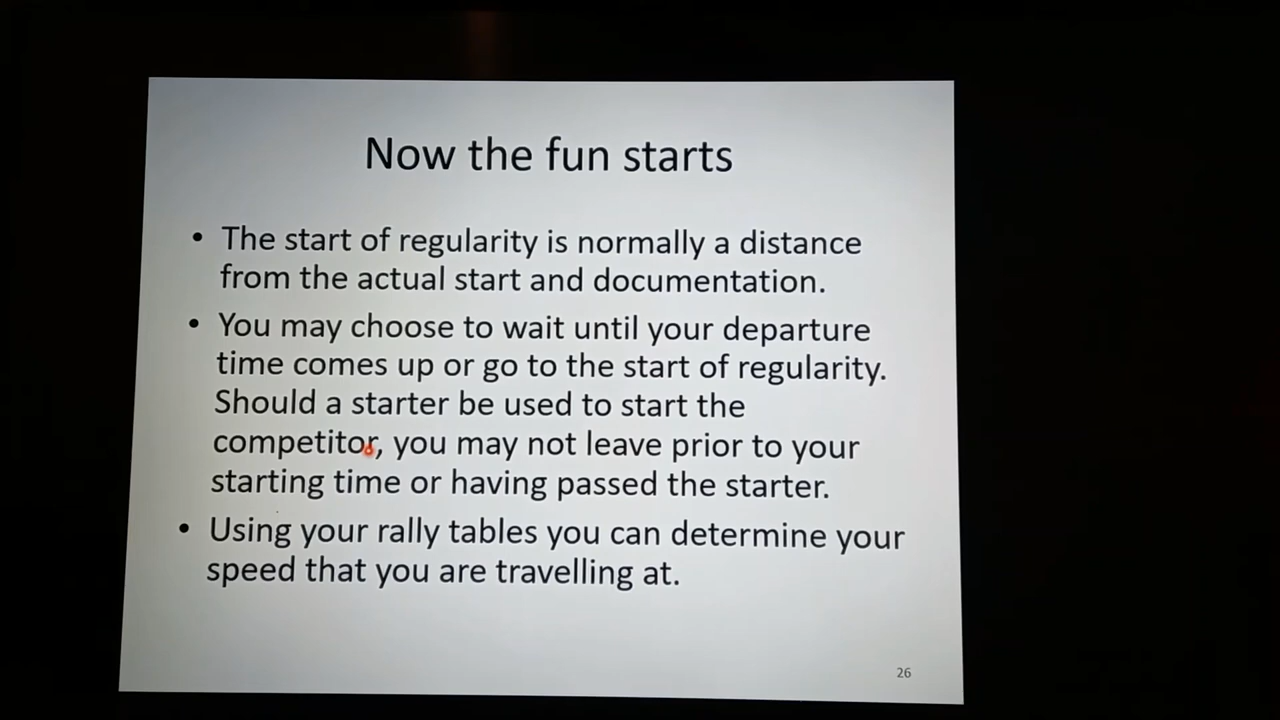 Now the fun starts
• The start of regularity is normally a distance
from the actual start and documentation.
• You may choose to wait until your departure
time comes up or go to the start of regularity.
Should a starter be used to start the
competitor, you may not leave prior to your
starting time or having passed the starter.
• Using your rally tables you can determine your
speed that you are travelling at.
26